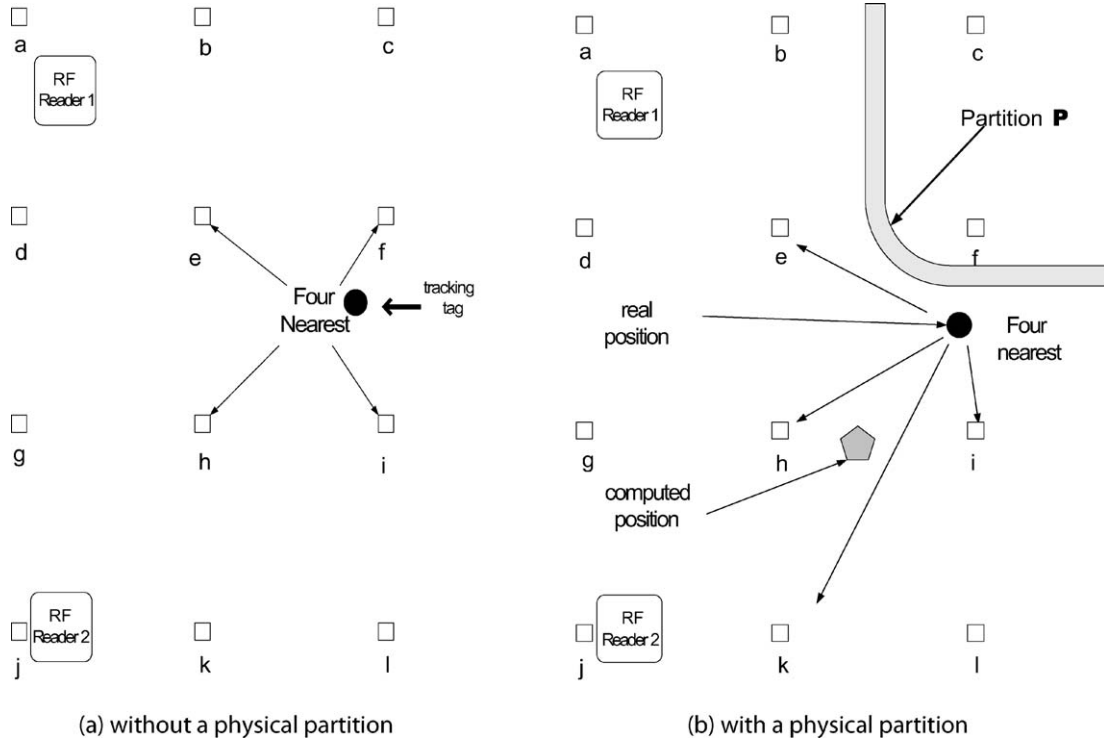 a
b
c
RF
Reader 1
d
e
f
Four
Nearest
tracking
tag
g
h
i
RF
Reader 2
j
k
l
(a) without a physical partition
a
b
c
RF
Reader 1
Partition P
d
e
f
real
position
Four
nearest
g
h
i
computed
position
RF
Reader 2
j
k
l
(b) with a physical partition